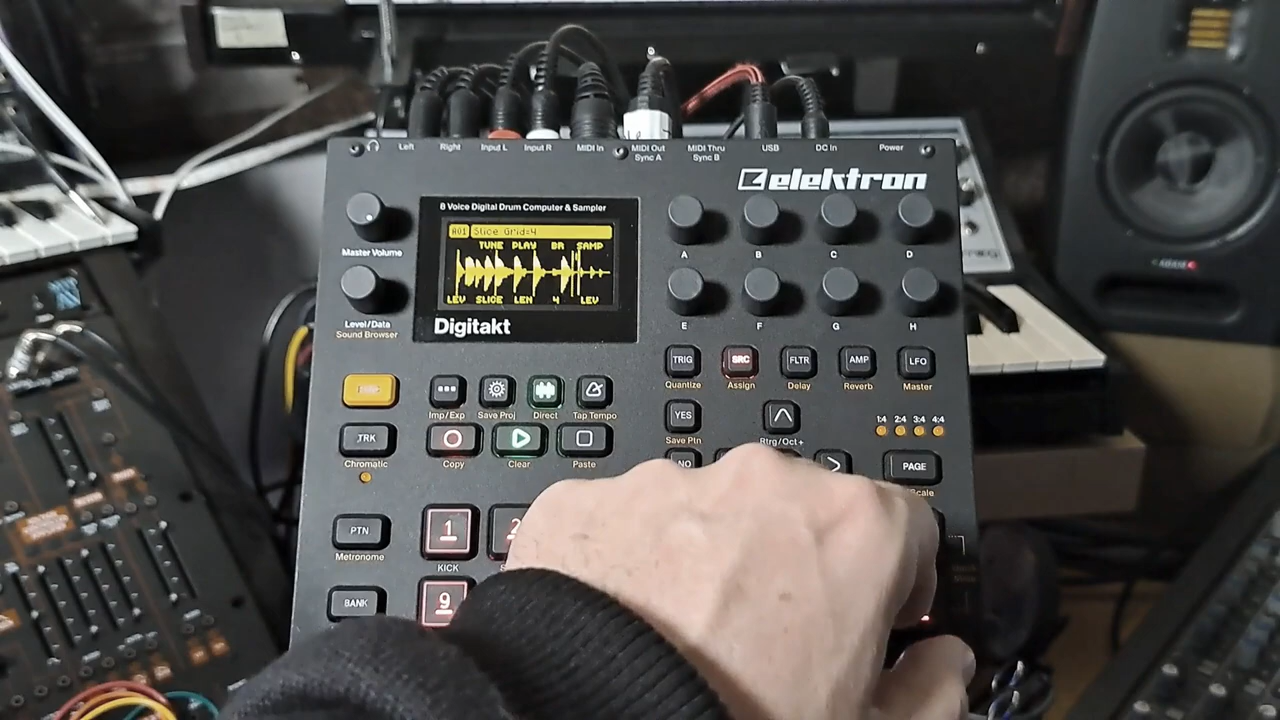 Left Right Input L Input R MIDI In MIDI Out MIDI Thru USB DC In Power
Sync A Sync B
elektron
8 Voice Digital Drum Computer & Sampler
A01 Slice Grid=4
TUNE PLAY BR SAMP
LEV SLICE LEN 4 LEV
Digitakt
Master Volume
Level/Data
Sound Browser
A B C D
E F G H
TRIG SRC FLTR AMP LFO
Quantize Assign Delay Reverb Master
Imp/Exp Save Proj Direct Tap Tempo
YES
Save Ptn Rtrg/Oct+
1:4 2:4 3:4 4:4
TRK
Chromatic
Copy Clear Paste
NO
PAGE
Scale
PTN
Metronome
1 2
KICK
BANK
9
ADAM